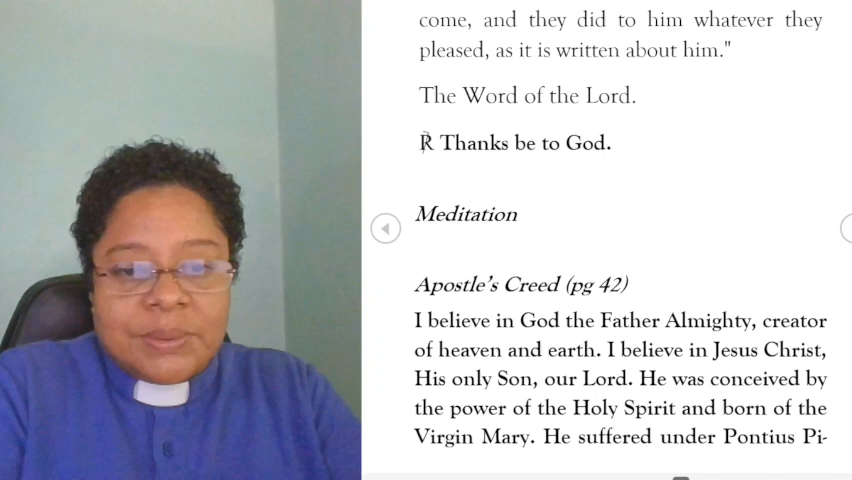 come, and they did to him whatever they
pleased, as it is written about him."
The Word of the Lord.
℟ Thanks be to God.
Meditation
Apostle's Creed (pg 42)
I believe in God the Father Almighty, creator
of heaven and earth. I believe in Jesus Christ,
His only Son, our Lord. He was conceived by
the power of the Holy Spirit and born of the
Virgin Mary. He suffered under Pontius Pi-